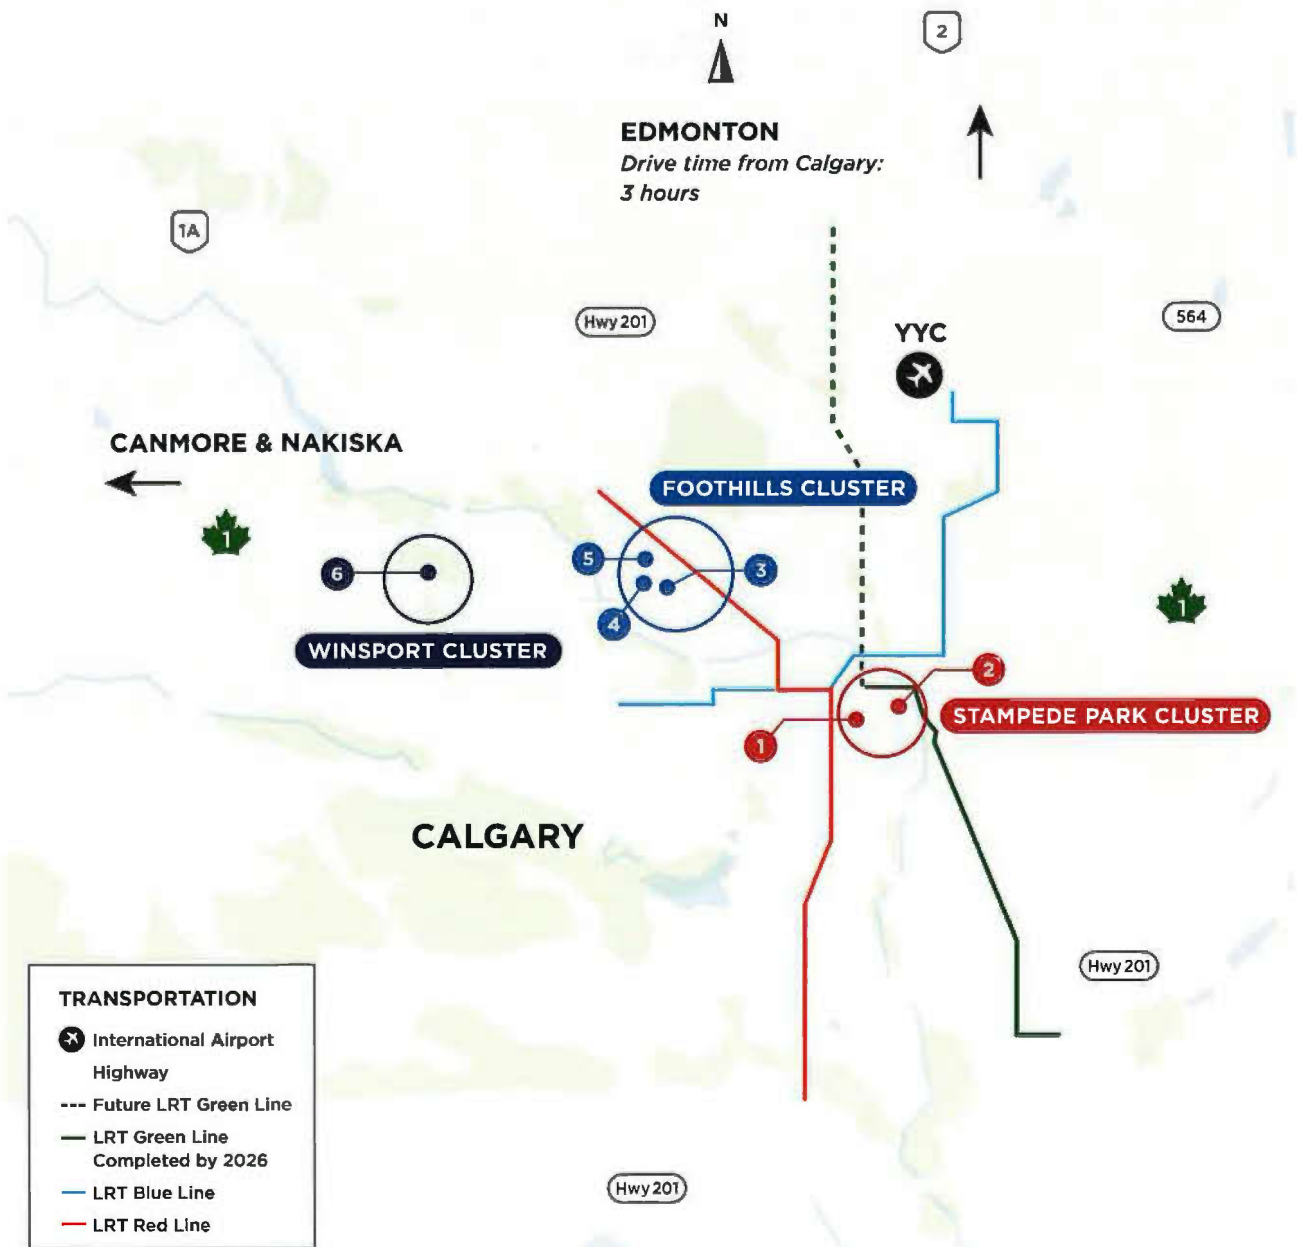 N
2
EDMONTON
Drive time from Calgary:
3 hours
1A
Hwy 201
564
YYC
CANMORE & NAKISKA
FOOTHILLS CLUSTER
1
5
3
6
4
1
WINSPORT CLUSTER
2
STAMPEDE PARK CLUSTER
1
CALGARY
Hwy 201
TRANSPORTATION
International Airport
Highway
Future LRT Green Line
LRT Green Line
Completed by 2026
LRT Blue Line
LRT Red Line
Hwy 201